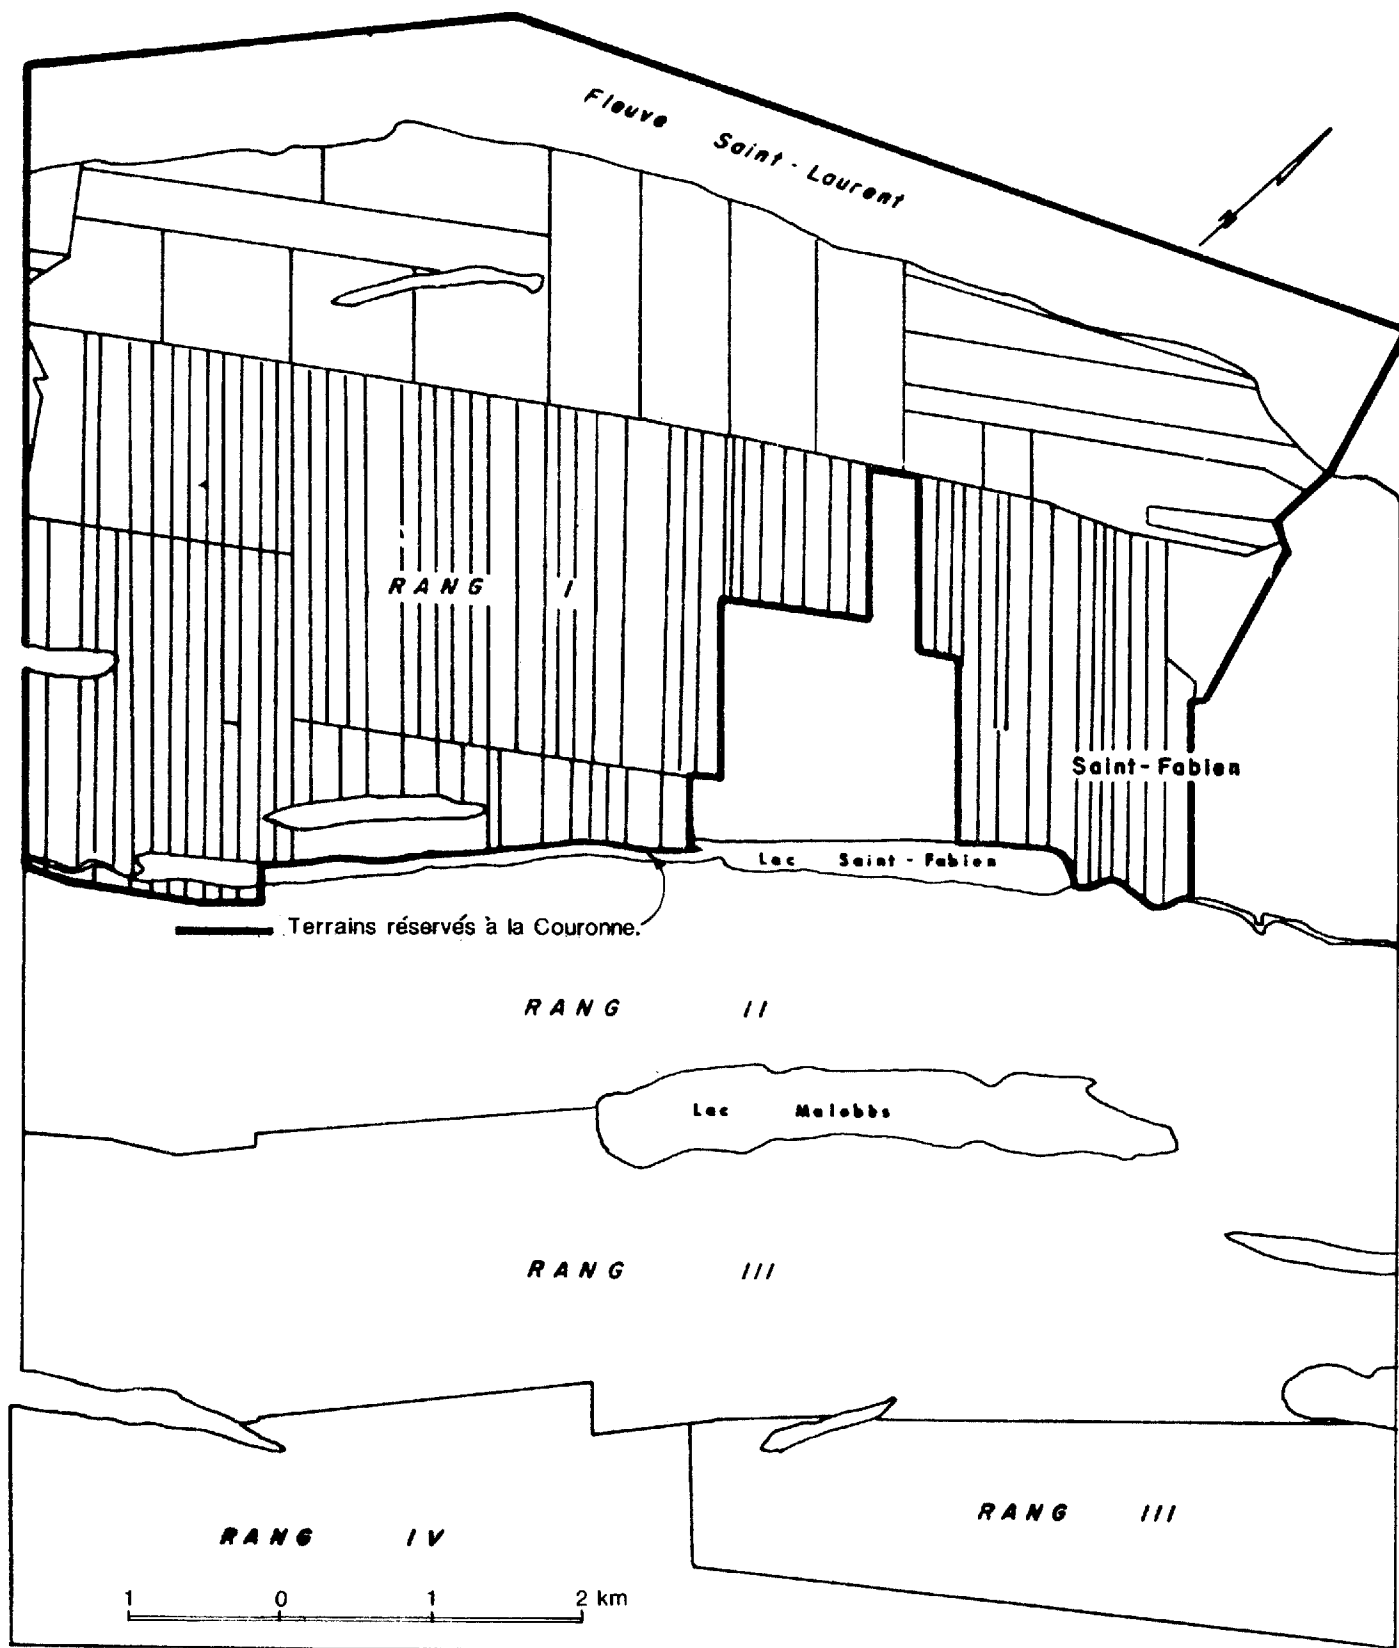 Fleuve Saint-Laurent
N
RANG I
Saint-Fabien
Lac Saint-Fabien
Terrains réservés à la Couronne.
RANG II
Lac Malobbs
RANG III
RANG III
RANG IV
1 0 1 2 km